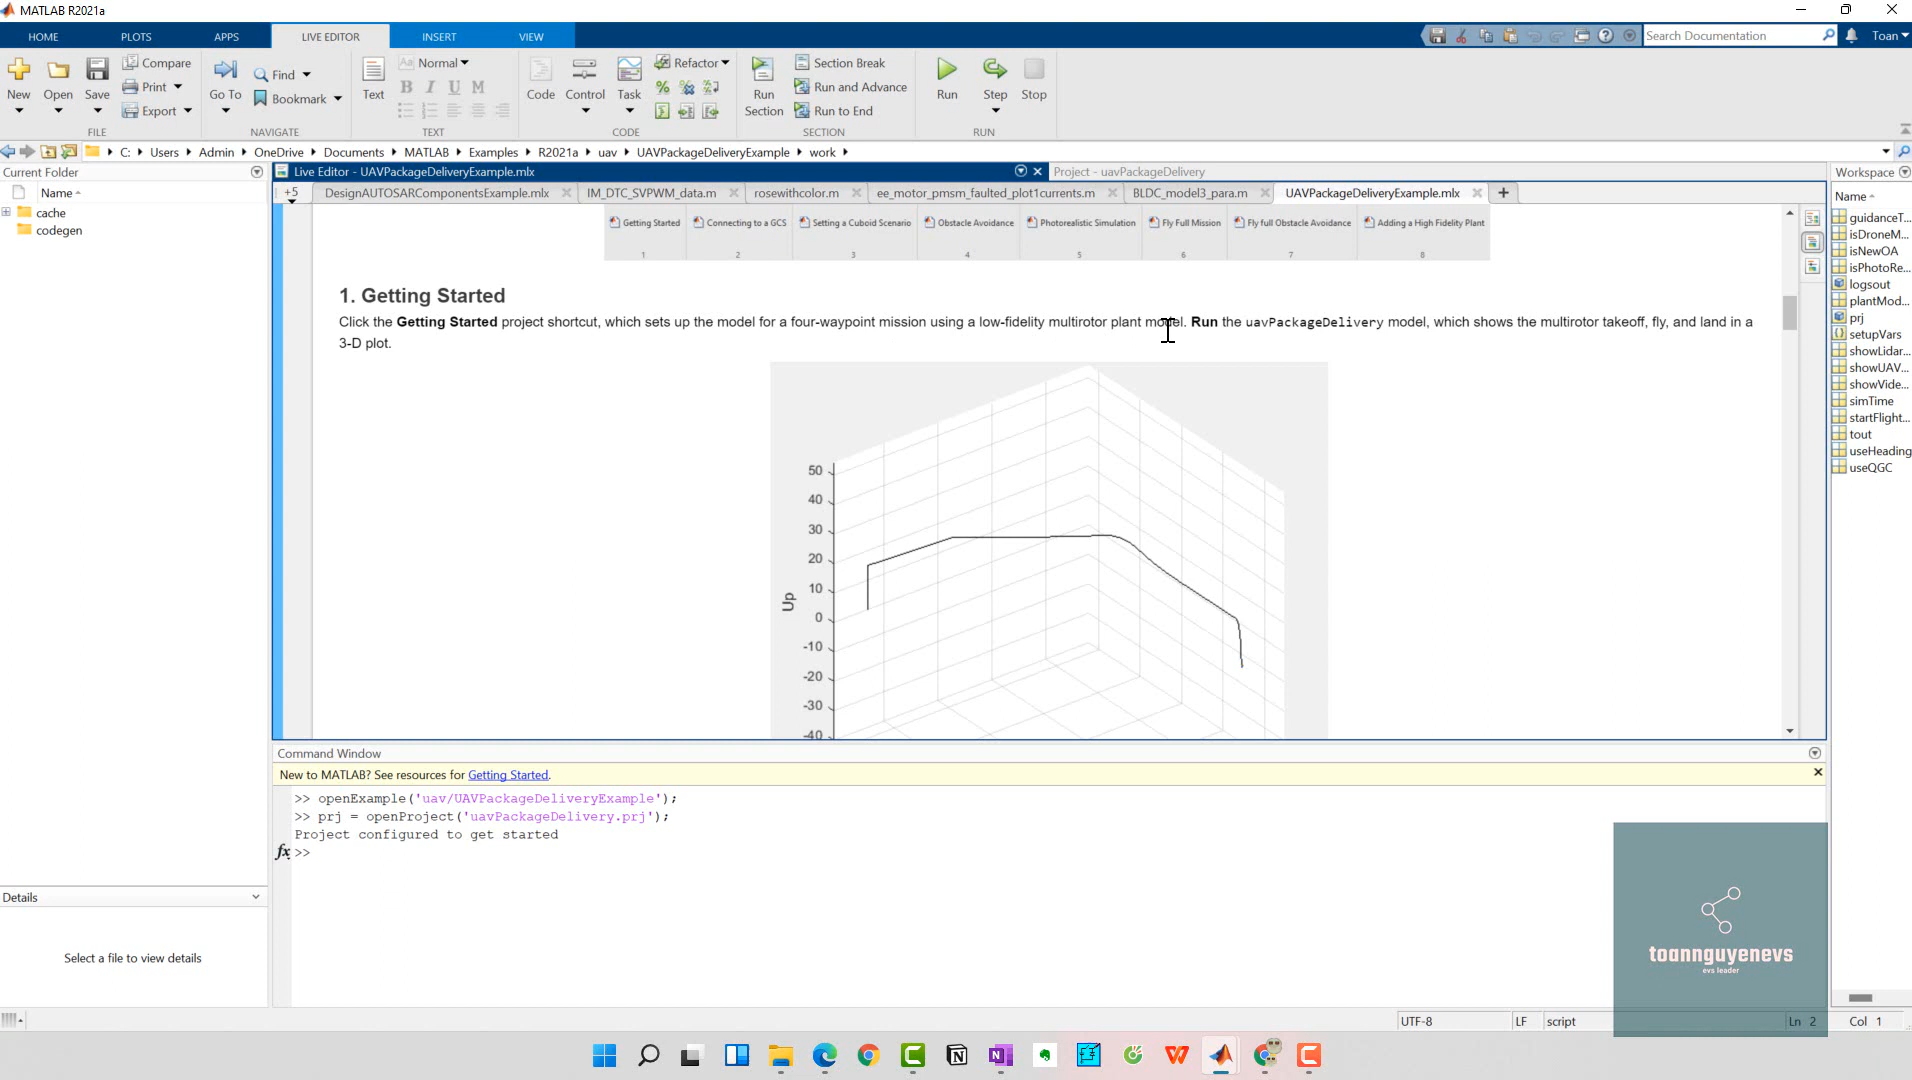 MATLAB R2021a
HOME PLOTS APPS LIVE EDITOR INSERT VIEW Search Documentation Toan
New Open Save Compare Print Export
Go To Find Bookmark
Text Normal B I U M
Code Control Task Refactor
Run Section Section Break Run and Advance Run to End
Run Step Stop
FILE NAVIGATE TEXT CODE SECTION RUN
C: Users Admin OneDrive Documents MATLAB Examples R2021a uav UAVPackageDeliveryExample work
Current Folder
Name
cache
codegen
Live Editor - UAVPackageDeliveryExample.mlx Project - uavPackageDelivery
+5 DesignAUTOSARComponentsExample.mlx IM_DTC_SVPWM_data.m rosewithcolor.m ee_motor_pmsm_faulted_plot1currents.m BLDC_model3_para.m UAVPackageDeliveryExample.mlx
Getting Started Connecting to a GCS Setting a Cuboid Scenario Obstacle Avoidance Photorealistic Simulation Fly Full Mission Fly full Obstacle Avoidance Adding a High Fidelity Plant
1 2 3 4 5 6 7 8
1. Getting Started
Click the Getting Started project shortcut, which sets up the model for a four-waypoint mission using a low-fidelity multirotor plant model. Run the uavPackageDelivery model, which shows the multirotor takeoff, fly, and land in a
3-D plot.
50
40
30
20
10
0
-10
-20
-30
-40
Up
Workspace
Name
guidanceT...
isDroneM...
isNewOA
isPhotoRe...
logsout
plantMod...
prj
setupVars
showLidar...
showUAV...
showVide...
simTime
startFlight...
tout
useHeading
useQGC
Command Window
New to MATLAB? See resources for Getting Started.
>> openExample('uav/UAVPackageDeliveryExample');
>> prj = openProject('uavPackageDelivery.prj');
Project configured to get started
fx >>
Details
Select a file to view details
toannguyenevs
evs leader
UTF-8 LF script Ln 2 Col 1